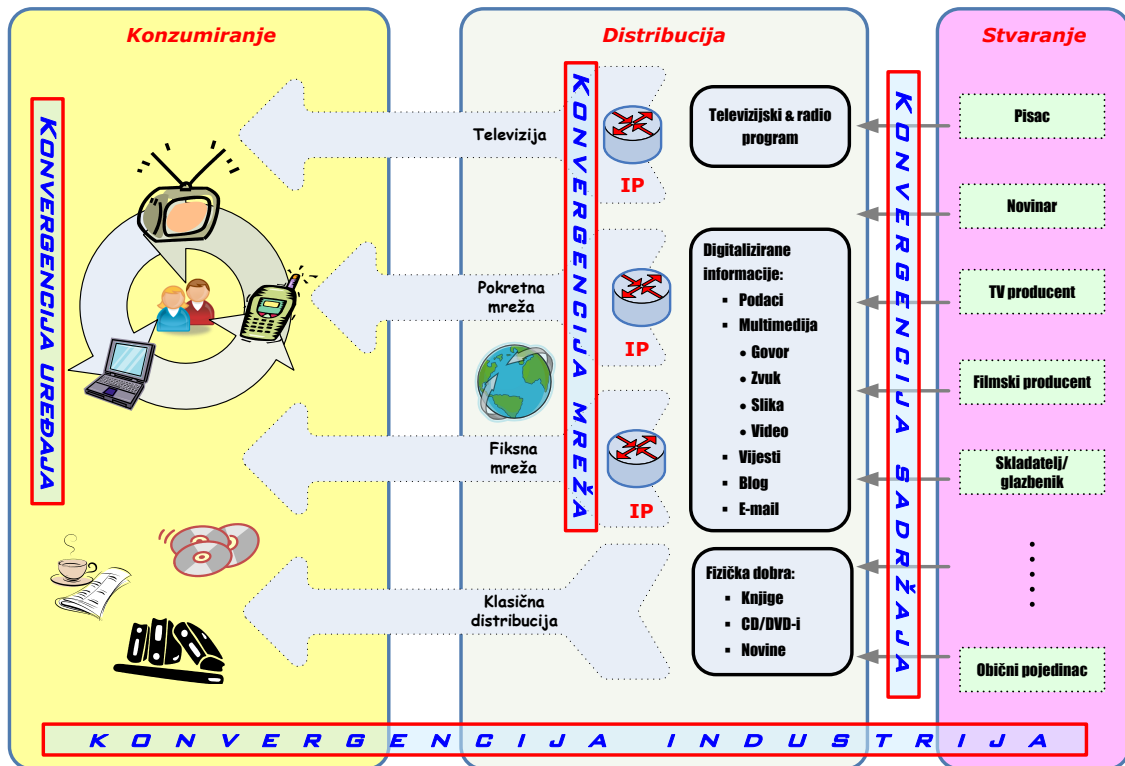 Konzumiranje
Distribucija
Stvaranje
KONVERGENCIJA UREĐAJA
Televizija
Pokretna
mreža
Fiksna
mreža
Klasična
distribucija
KONVERGENCIJA MREŽA
IP
IP
IP
Televizijski & radio
program
Digitalizirane
informacije:
▪ Podaci
▪ Multimedija
• Govor
• Zvuk
• Slika
• Video
▪ Vijesti
▪ Blog
▪ E-mail
Fizička dobra:
▪ Knjige
▪ CD/DVD-i
▪ Novine
KONVERGENCIJA SADRŽAJA
Pisac
Novinar
TV producent
Filmski producent
Skladatelj/
glazbenik
Obični pojedinac
KONVERGENCIJA INDUSTRIJA